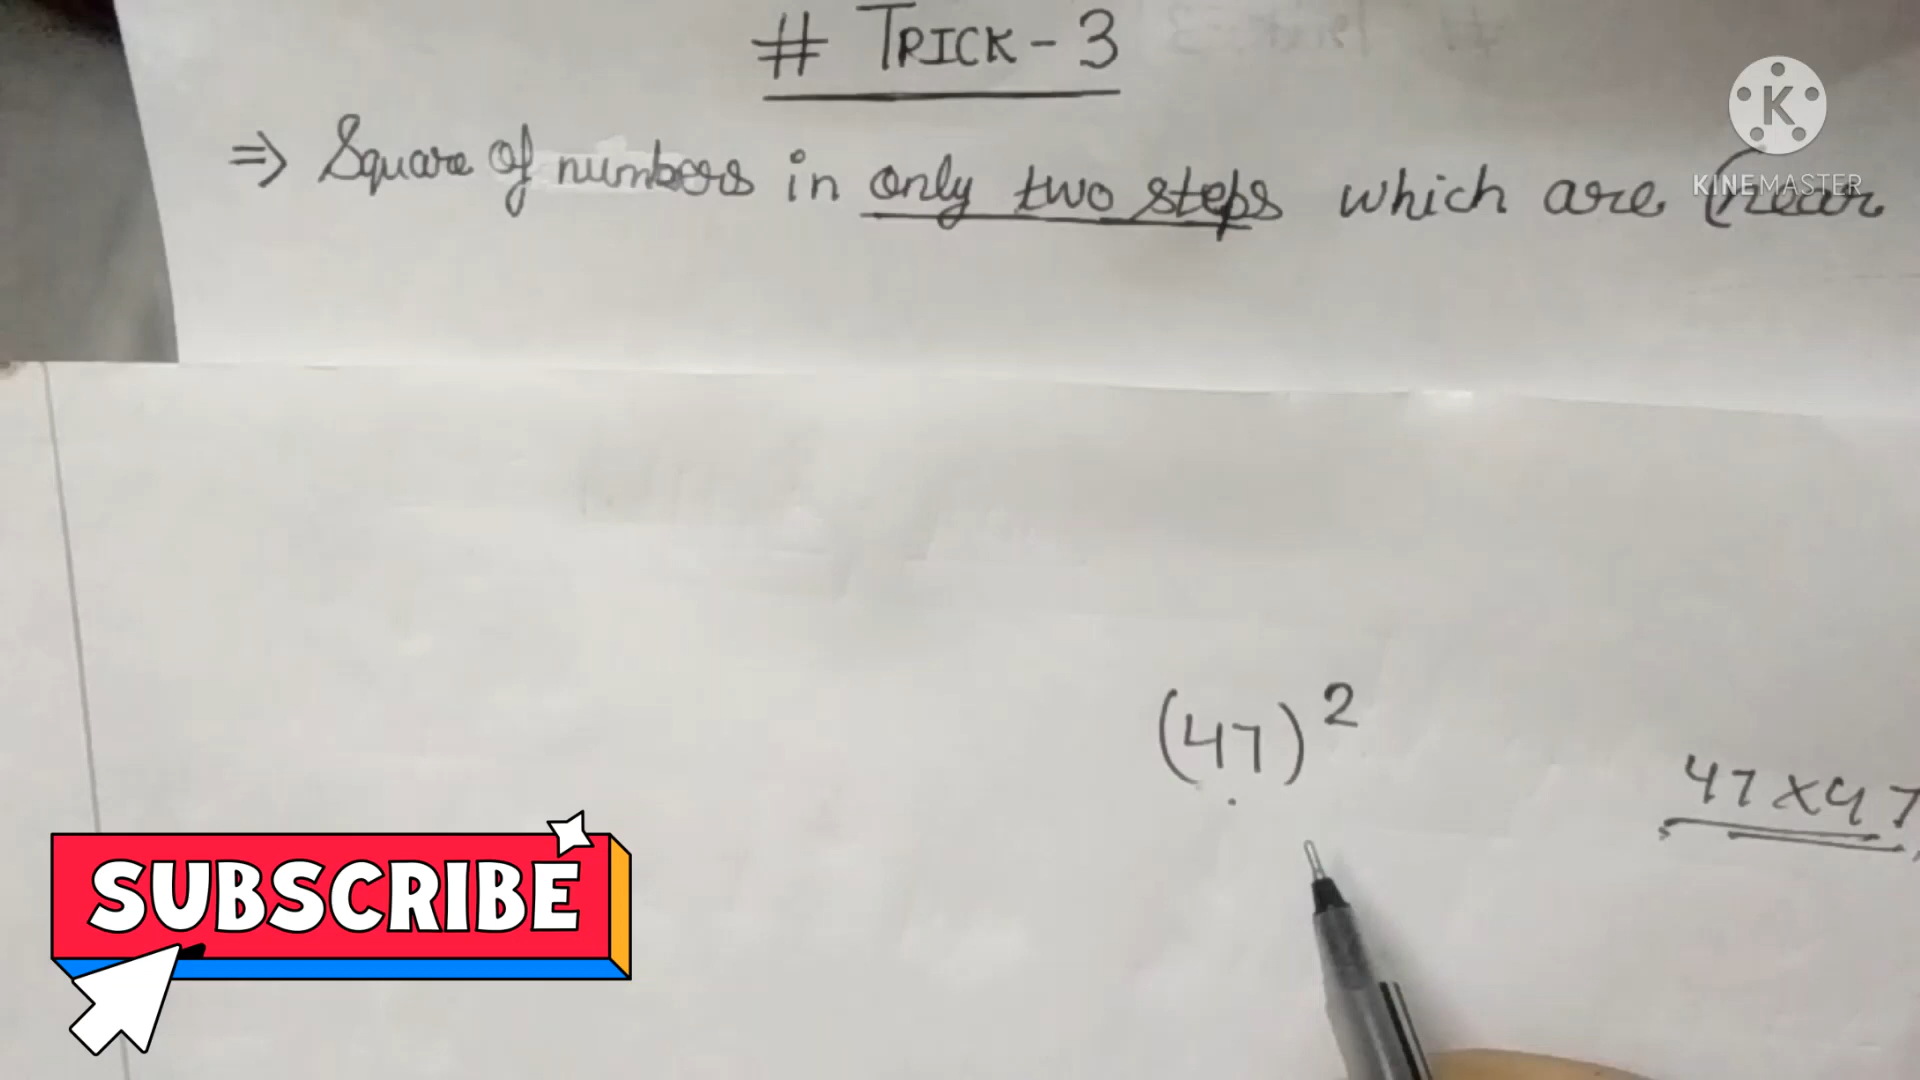 # TRICK - 3
⇒ Square of numbers in only two steps which are (near
KINEMASTER
(47)²
47×47
SUBSCRIBE